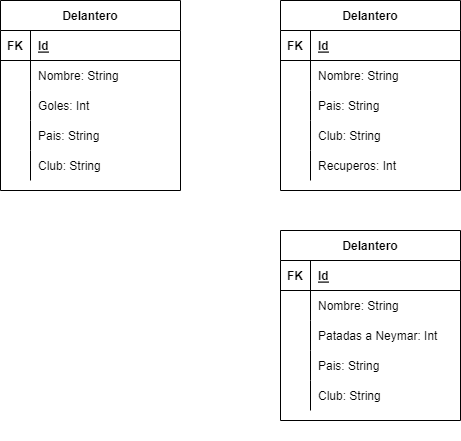 Delantero
FK Id
Nombre: String
Goles: Int
Pais: String
Club: String
Delantero
FK Id
Nombre: String
Pais: String
Club: String
Recuperos: Int
Delantero
FK Id
Nombre: String
Patadas a Neymar: Int
Pais: String
Club: String